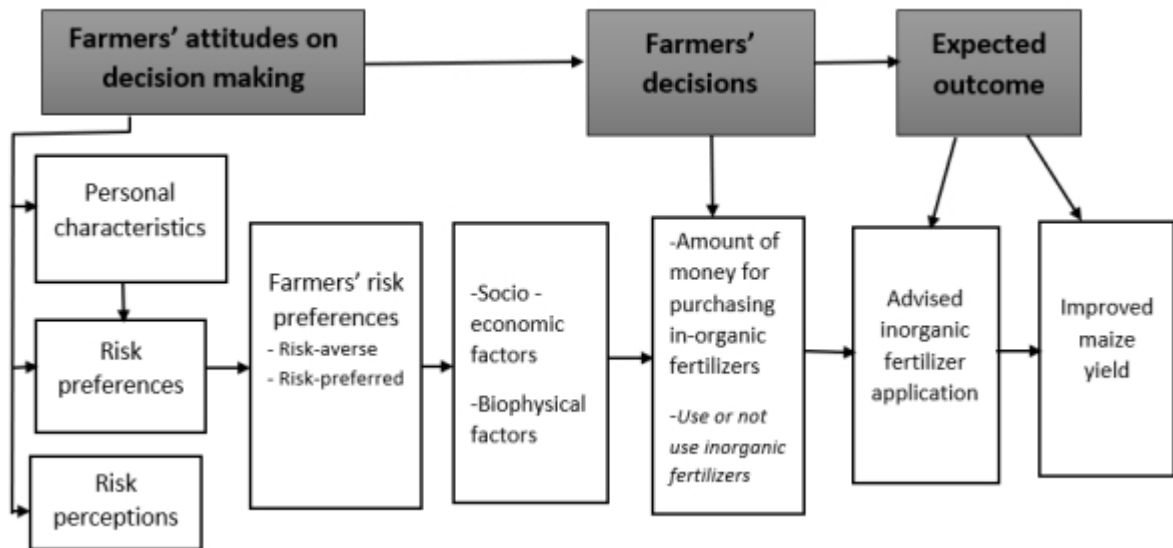 Farmers' attitudes on
decision making
Farmers'
decisions
Expected
outcome
Personal
characteristics
Risk
preferences
Risk
perceptions
Farmers' risk
preferences
- Risk-averse
- Risk-preferred
-Socio -
economic
factors
-Biophysical
factors
-Amount of
money for
purchasing
in-organic
fertilizers
-Use or not
use inorganic
fertilizers
Advised
inorganic
fertilizer
application
Improved
maize
yield